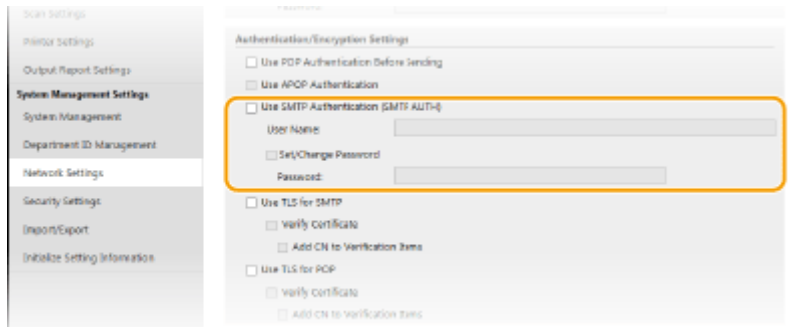 Scan Settings
Printer Settings
Output Report Settings
System Management Settings
System Management
Department ID Management
Network Settings
Security Settings
Import/Export
Initialize Setting Information
Password:
Authentication/Encryption Settings
Use POP Authentication Before Sending
Use APOP Authentication
Use SMTP Authentication (SMTP AUTH)
User Name:
Set/Change Password
Password:
Use TLS for SMTP
Verify Certificate
Add CN to Verification Items
Use TLS for POP
Verify Certificate
Add CN to Verification Items